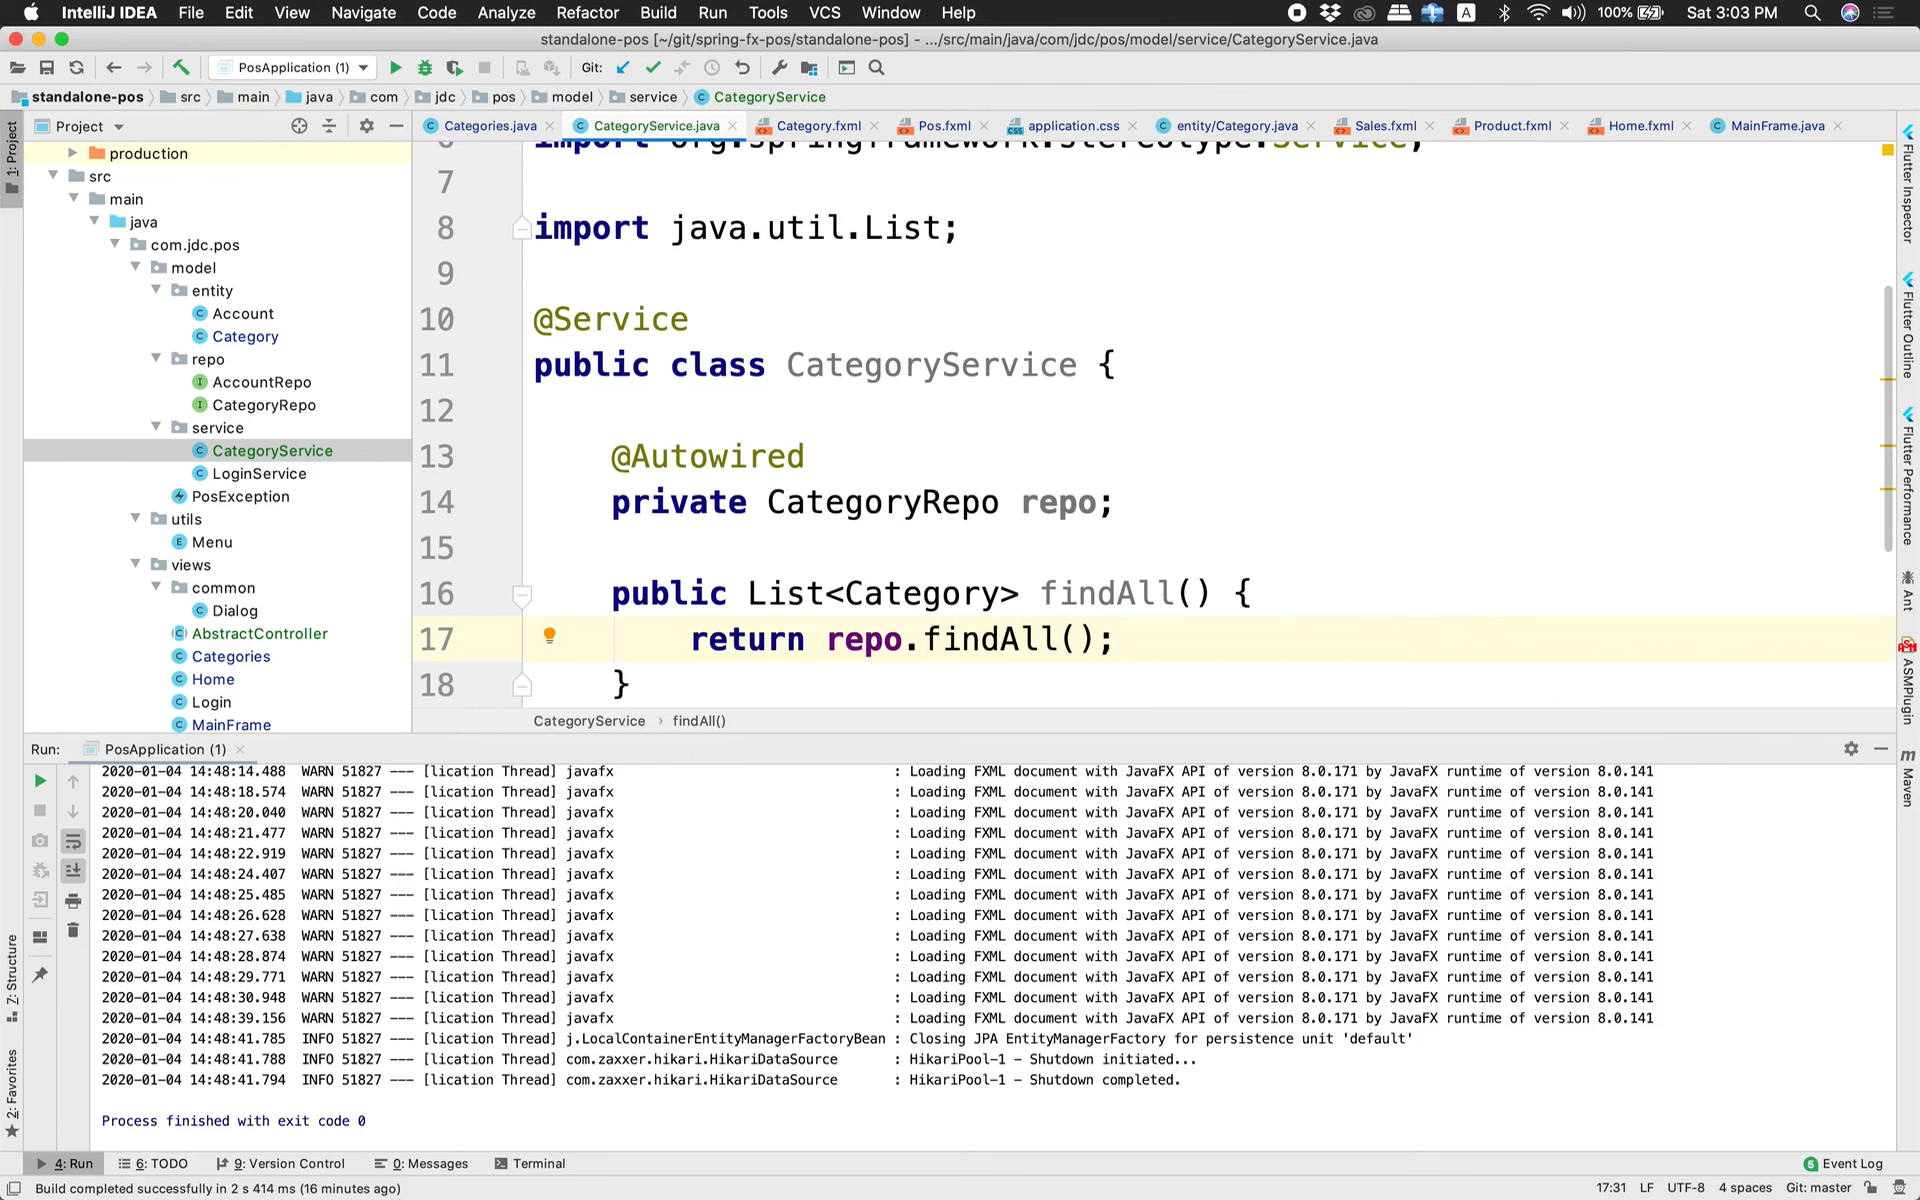 IntelliJ IDEA File Edit View Navigate Code Analyze Refactor Build Run Tools VCS Window Help A 100% Sat 3:03 PM
standalone-pos [~/git/spring-fx-pos/standalone-pos] - .../src/main/java/com/jdc/pos/model/service/CategoryService.java
PosApplication (1) Git:
standalone-pos src main java com jdc pos model service CategoryService
Project
Categories.java CategoryService.java Category.fxml Pos.fxml application.css entity/Category.java Sales.fxml Product.fxml Home.fxml MainFrame.java
production
src
main
java
com.jdc.pos
model
entity
Account
Category
repo
AccountRepo
CategoryRepo
service
CategoryService
LoginService
PosException
utils
Menu
views
common
Dialog
AbstractController
Categories
Home
Login
MainFrame
import org.springframework.stereotype.Service;
7
8 import java.util.List;
9
10 @Service
11 public class CategoryService {
12
13 @Autowired
14 private CategoryRepo repo;
15
16 public List<Category> findAll() {
17 return repo.findAll();
18 }
CategoryService › findAll()
1: Project
Z: Structure
2: Favorites
Flutter Inspector
Flutter Outline
Flutter Performance
Ant
ASMPlugin
Maven
Run: PosApplication (1)
2020-01-04 14:48:14.488 WARN 51827 --- [lication Thread] javafx : Loading FXML document with JavaFX API of version 8.0.171 by JavaFX runtime of version 8.0.141
2020-01-04 14:48:18.574 WARN 51827 --- [lication Thread] javafx : Loading FXML document with JavaFX API of version 8.0.171 by JavaFX runtime of version 8.0.141
2020-01-04 14:48:20.040 WARN 51827 --- [lication Thread] javafx : Loading FXML document with JavaFX API of version 8.0.171 by JavaFX runtime of version 8.0.141
2020-01-04 14:48:21.477 WARN 51827 --- [lication Thread] javafx : Loading FXML document with JavaFX API of version 8.0.171 by JavaFX runtime of version 8.0.141
2020-01-04 14:48:22.919 WARN 51827 --- [lication Thread] javafx : Loading FXML document with JavaFX API of version 8.0.171 by JavaFX runtime of version 8.0.141
2020-01-04 14:48:24.407 WARN 51827 --- [lication Thread] javafx : Loading FXML document with JavaFX API of version 8.0.171 by JavaFX runtime of version 8.0.141
2020-01-04 14:48:25.485 WARN 51827 --- [lication Thread] javafx : Loading FXML document with JavaFX API of version 8.0.171 by JavaFX runtime of version 8.0.141
2020-01-04 14:48:26.628 WARN 51827 --- [lication Thread] javafx : Loading FXML document with JavaFX API of version 8.0.171 by JavaFX runtime of version 8.0.141
2020-01-04 14:48:27.638 WARN 51827 --- [lication Thread] javafx : Loading FXML document with JavaFX API of version 8.0.171 by JavaFX runtime of version 8.0.141
2020-01-04 14:48:28.874 WARN 51827 --- [lication Thread] javafx : Loading FXML document with JavaFX API of version 8.0.171 by JavaFX runtime of version 8.0.141
2020-01-04 14:48:29.771 WARN 51827 --- [lication Thread] javafx : Loading FXML document with JavaFX API of version 8.0.171 by JavaFX runtime of version 8.0.141
2020-01-04 14:48:30.948 WARN 51827 --- [lication Thread] javafx : Loading FXML document with JavaFX API of version 8.0.171 by JavaFX runtime of version 8.0.141
2020-01-04 14:48:39.156 WARN 51827 --- [lication Thread] javafx : Loading FXML document with JavaFX API of version 8.0.171 by JavaFX runtime of version 8.0.141
2020-01-04 14:48:41.785 INFO 51827 --- [lication Thread] j.LocalContainerEntityManagerFactoryBean : Closing JPA EntityManagerFactory for persistence unit 'default'
2020-01-04 14:48:41.788 INFO 51827 --- [lication Thread] com.zaxxer.hikari.HikariDataSource : HikariPool-1 - Shutdown initiated...
2020-01-04 14:48:41.794 INFO 51827 --- [lication Thread] com.zaxxer.hikari.HikariDataSource : HikariPool-1 - Shutdown completed.
Process finished with exit code 0
4: Run 6: TODO 9: Version Control 0: Messages Terminal 5 Event Log
Build completed successfully in 2 s 414 ms (16 minutes ago) 17:31 LF UTF-8 4 spaces Git: master